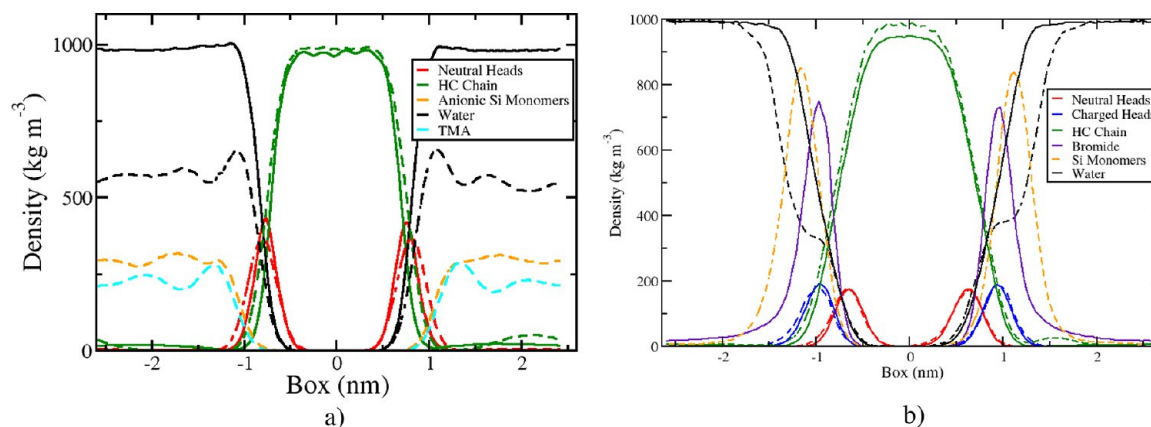 1000
500
0
Density (kg m⁻³)
-2
-1
0
1
2
Box (nm)
Neutral Heads
HC Chain
Anionic Si Monomers
Water
TMA
a)
1000
800
600
400
200
0
Density (kg m⁻³)
-2
-1
0
1
2
Box (nm)
Neutral Heads
Charged Heads
HC Chain
Bromide
Si Monomers
Water
b)